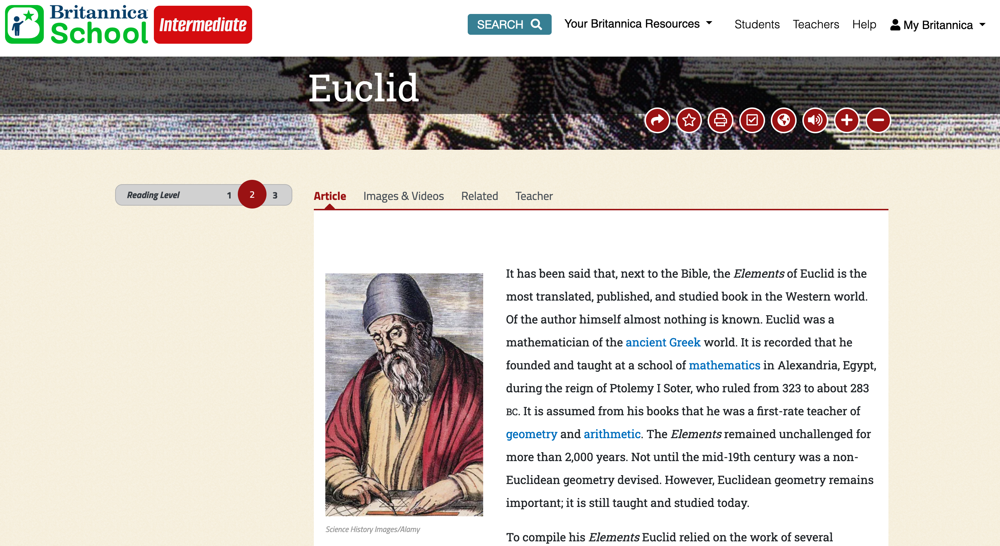 Britannica
School
Intermediate
SEARCH
Your Britannica Resources
Students
Teachers
Help
My Britannica
Euclid
Reading Level 1 2 3
Article
Images & Videos
Related
Teacher
It has been said that, next to the Bible, the Elements of Euclid is the
most translated, published, and studied book in the Western world.
Of the author himself almost nothing is known. Euclid was a
mathematician of the ancient Greek world. It is recorded that he
founded and taught at a school of mathematics in Alexandria, Egypt,
during the reign of Ptolemy I Soter, who ruled from 323 to about 283
BC. It is assumed from his books that he was a first-rate teacher of
geometry and arithmetic. The Elements remained unchallenged for
more than 2,000 years. Not until the mid-19th century was a non-
Euclidean geometry devised. However, Euclidean geometry remains
important; it is still taught and studied today.
Science History Images/Alamy
To compile his Elements Euclid relied on the work of several